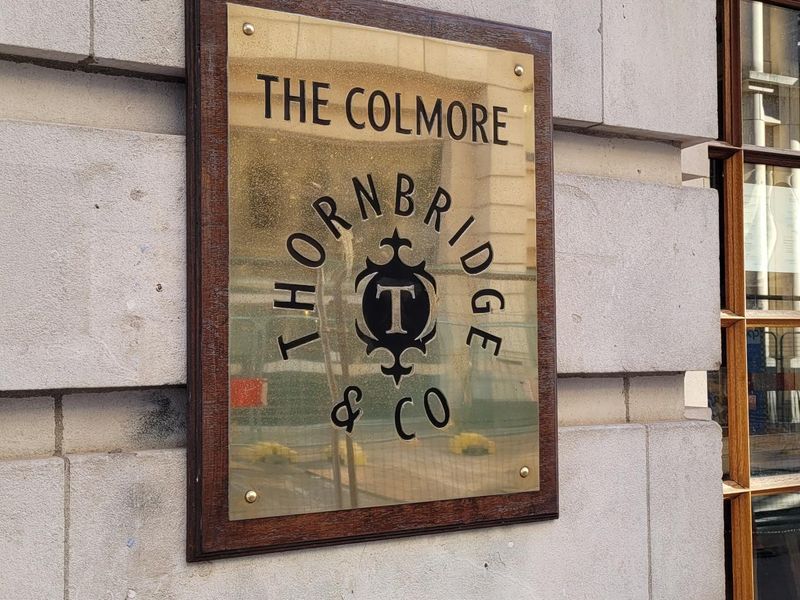 THE COLMORE
THORNBRIDGE
T
& CO